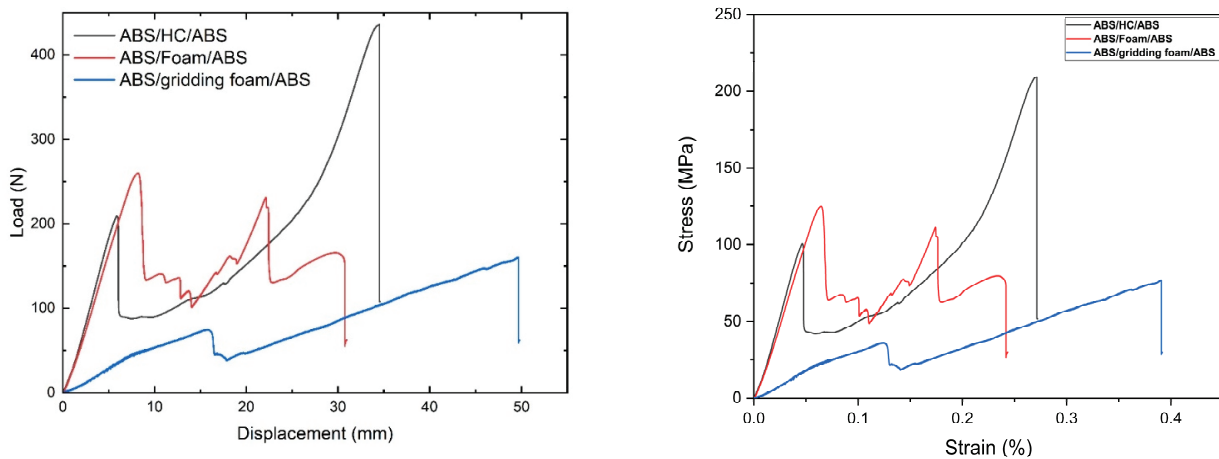 ABS/HC/ABS
ABS/Foam/ABS
ABS/gridding foam/ABS
400
300
200
100
0
Load (N)
0 10 20 30 40 50
Displacement (mm)
ABS/HC/ABS
ABS/Foam/ABS
ABS/gridding foam/ABS
250
200
150
100
50
0
Stress (MPa)
0.0 0.1 0.2 0.3 0.4
Strain (%)